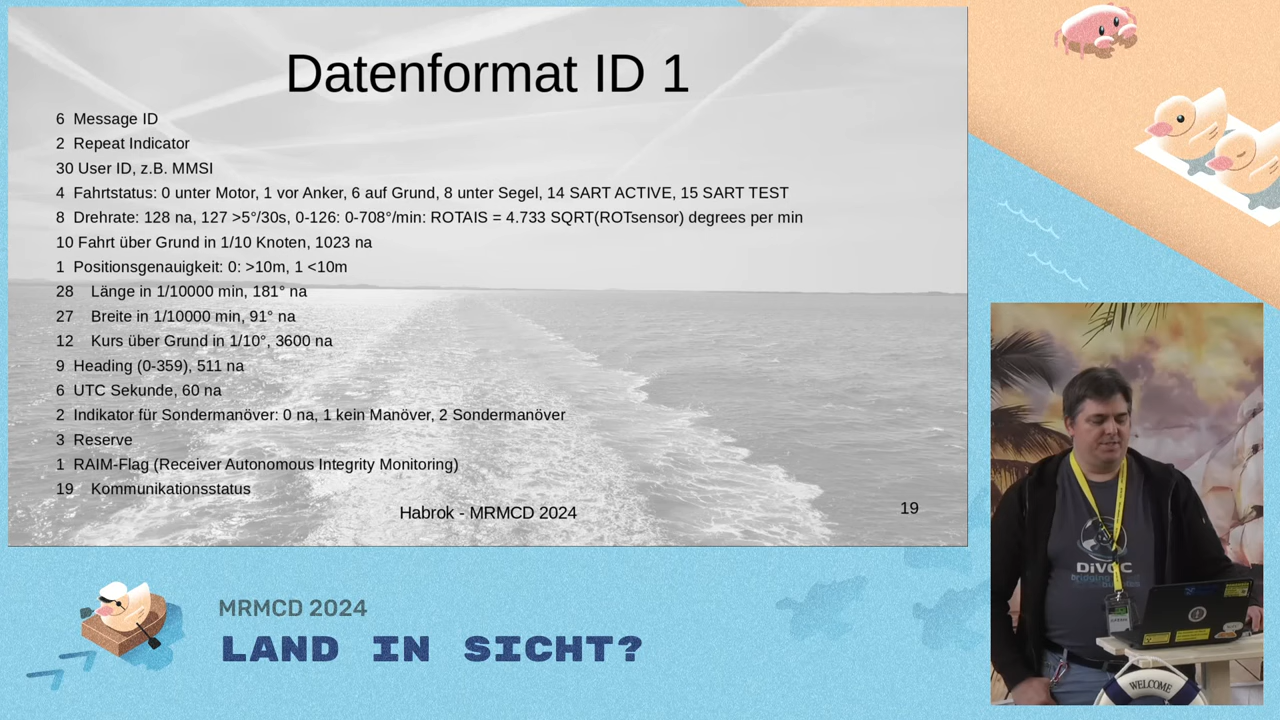 Datenformat ID 1
6 Message ID
2 Repeat Indicator
30 User ID, z.B. MMSI
4 Fahrtstatus: 0 unter Motor, 1 vor Anker, 6 auf Grund, 8 unter Segel, 14 SART ACTIVE, 15 SART TEST
8 Drehrate: 128 na, 127 >5°/30s, 0-126: 0-708°/min: ROTAIS = 4.733 SQRT(ROTsensor) degrees per min
10 Fahrt über Grund in 1/10 Knoten, 1023 na
1 Positionsgenauigkeit: 0: >10m, 1 <10m
28 Länge in 1/10000 min, 181° na
27 Breite in 1/10000 min, 91° na
12 Kurs über Grund in 1/10°, 3600 na
9 Heading (0-359), 511 na
6 UTC Sekunde, 60 na
2 Indikator für Sondermanöver: 0 na, 1 kein Manöver, 2 Sondermanöver
3 Reserve
1 RAIM-Flag (Receiver Autonomous Integrity Monitoring)
19 Kommunikationsstatus
Habrok - MRMCD 2024
19
MRMCD 2024
LAND IN SICHT?
DiVOC
Bridging
WELCOME